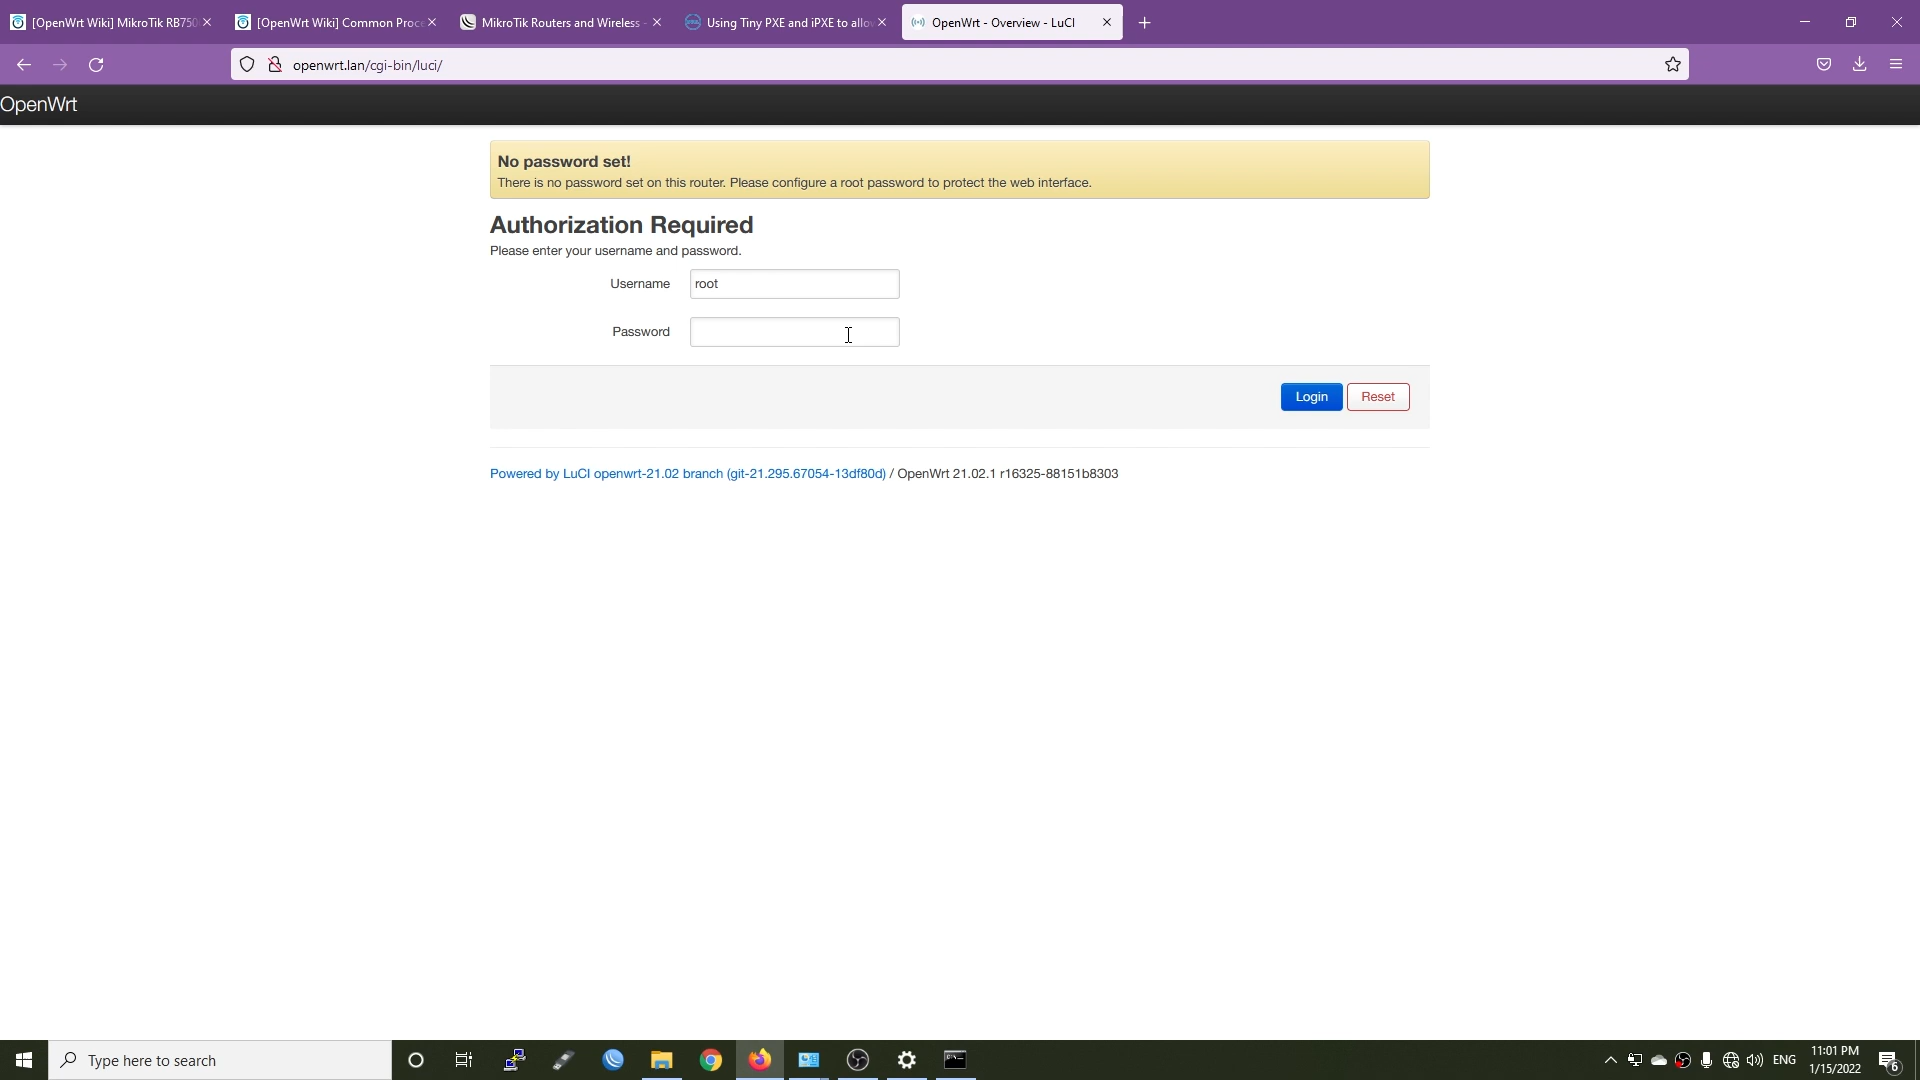 [OpenWrt Wiki] MikroTik RB750
[OpenWrt Wiki] Common Proce
MikroTik Routers and Wireless -
Using Tiny PXE and iPXE to allow
OpenWrt - Overview - LuCI
openwrt.lan/cgi-bin/luci/
OpenWrt
No password set!
There is no password set on this router. Please configure a root password to protect the web interface.
Authorization Required
Please enter your username and password.
Username root
Password
Login Reset
Powered by LuCI openwrt-21.02 branch (git-21.295.67054-13df80d) / OpenWrt 21.02.1 r16325-88151b8303
Type here to search
ENG
11:01 PM
1/15/2022
6